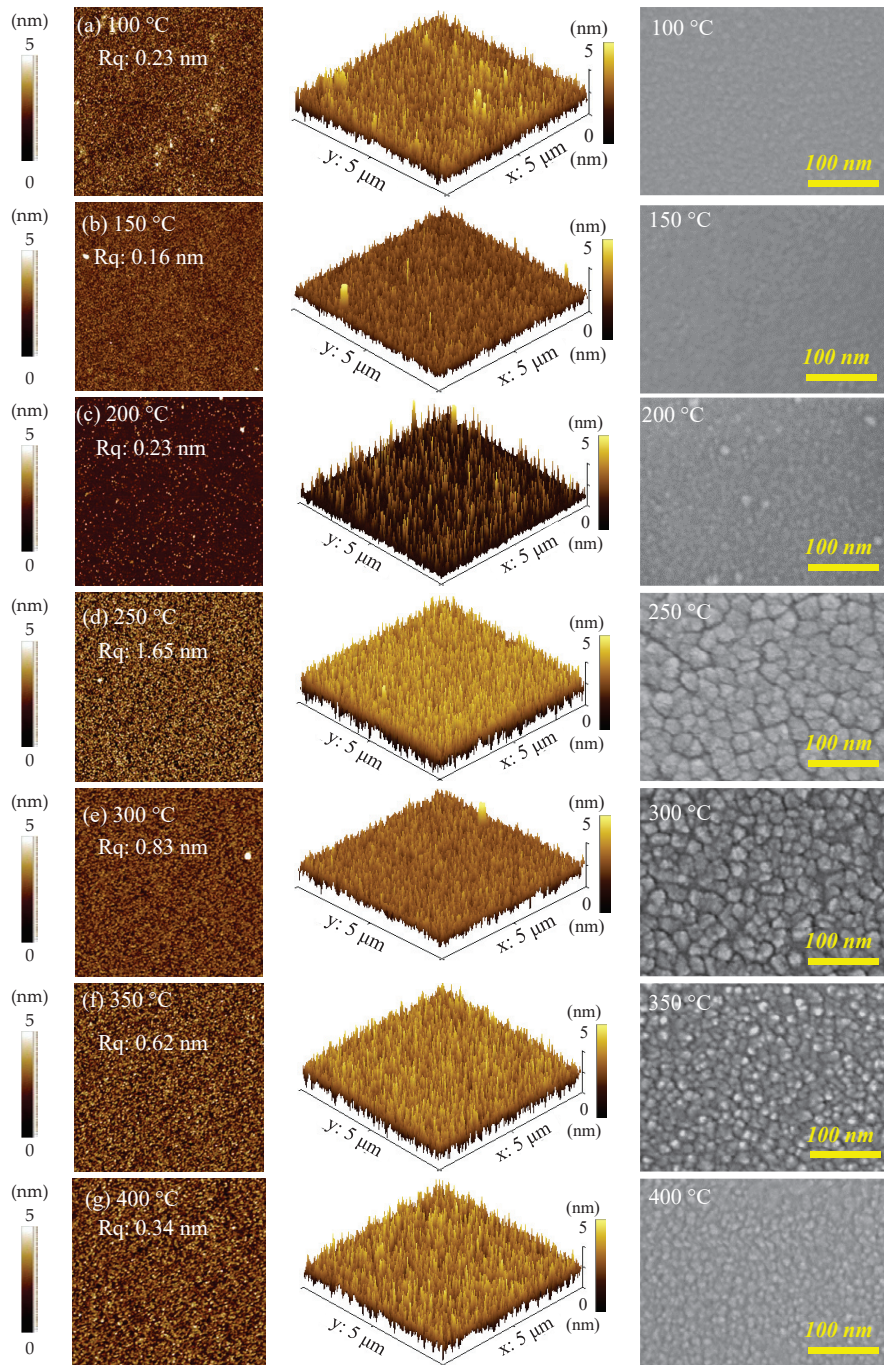 (nm)
5
0
(a) 100 °C
Rq: 0.23 nm
y: 5 μm
x: 5 μm
5
0
(nm)
100 °C
100 nm
(nm)
5
0
(b) 150 °C
Rq: 0.16 nm
y: 5 μm
x: 5 μm
(nm)
5
0
(nm)
150 °C
100 nm
(nm)
5
0
(c) 200 °C
Rq: 0.23 nm
y: 5 μm
x: 5 μm
(nm)
5
0
(nm)
200 °C
100 nm
(nm)
5
0
(d) 250 °C
Rq: 1.65 nm
y: 5 μm
x: 5 μm
(nm)
5
0
(nm)
250 °C
100 nm
(nm)
5
0
(e) 300 °C
Rq: 0.83 nm
y: 5 μm
x: 5 μm
(nm)
5
0
(nm)
300 °C
100 nm
(nm)
5
0
(f) 350 °C
Rq: 0.62 nm
y: 5 μm
x: 5 μm
(nm)
5
0
(nm)
350 °C
100 nm
(nm)
5
0
(g) 400 °C
Rq: 0.34 nm
y: 5 μm
x: 5 μm
(nm)
5
0
(nm)
400 °C
100 nm